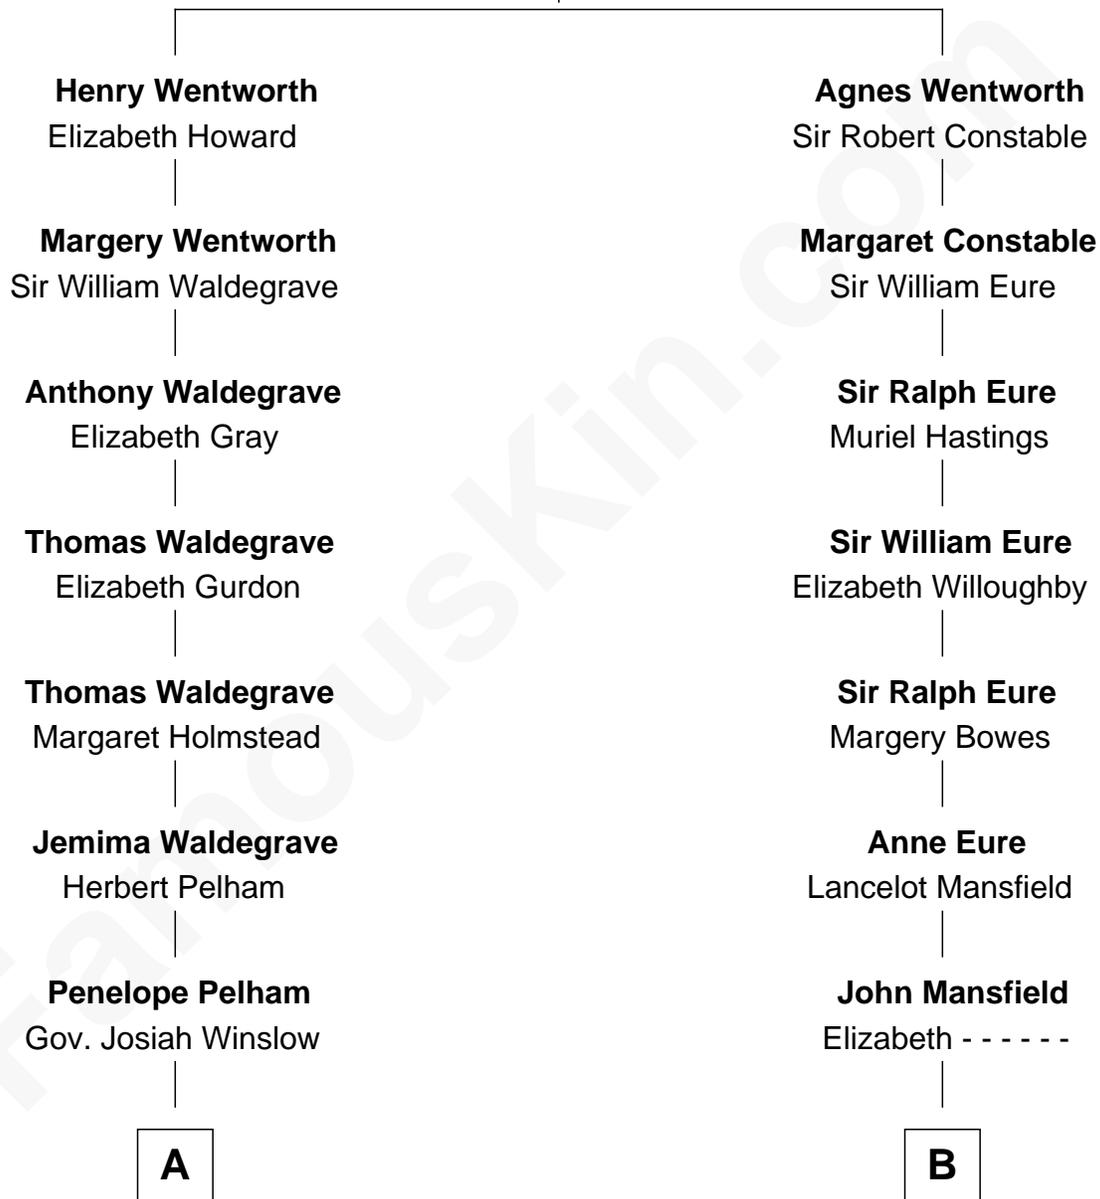 Henry Wentworth
Elizabeth Howard
Margery Wentworth
Sir William Waldegrave
Anthony Waldegrave
Elizabeth Gray
Thomas Waldegrave
Elizabeth Gurdon
Thomas Waldegrave
Margaret Holmstead
Jemima Waldegrave
Herbert Pelham
Penelope Pelham
Gov. Josiah Winslow
A
Agnes Wentworth
Sir Robert Constable
Margaret Constable
Sir William Eure
Sir Ralph Eure
Muriel Hastings
Sir William Eure
Elizabeth Willoughby
Sir Ralph Eure
Margery Bowes
Anne Eure
Lancelot Mansfield
John Mansfield
Elizabeth - - - - - -
B
FamousKin.com